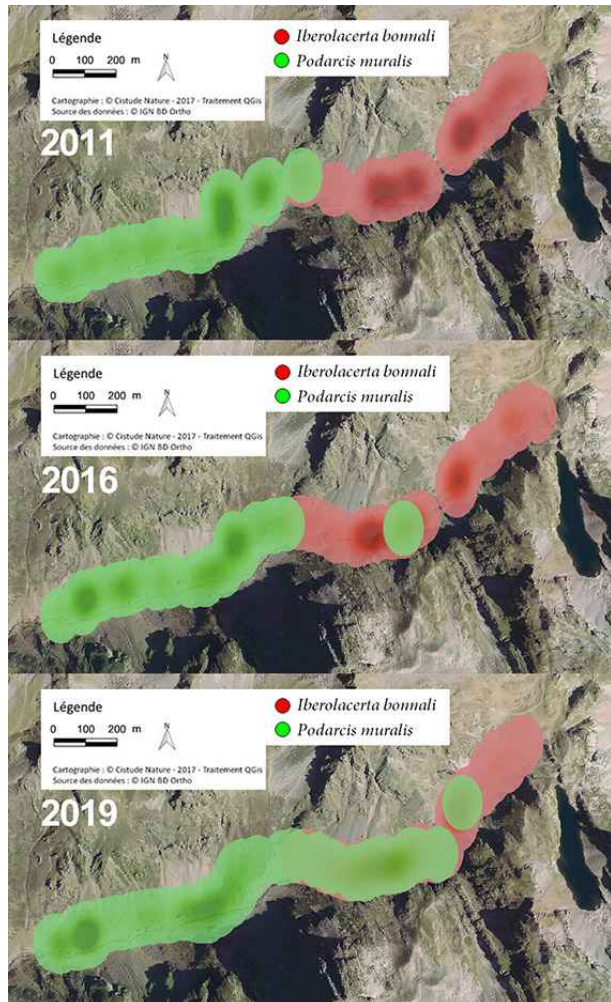 Légende
0 100 200 m
N
Cartographie : © Cistude Nature - 2017 - Traitement QGis
Source des données : © IGN BD Ortho
Iberolacerta bonnali
Podarcis muralis
2011
Légende
0 100 200 m
N
Cartographie : © Cistude Nature - 2017 - Traitement QGis
Source des données : © IGN BD Ortho
Iberolacerta bonnali
Podarcis muralis
2016
Légende
0 100 200 m
N
Cartographie : © Cistude Nature - 2017 - Traitement QGis
Source des données : © IGN BD Ortho
Iberolacerta bonnali
Podarcis muralis
2019